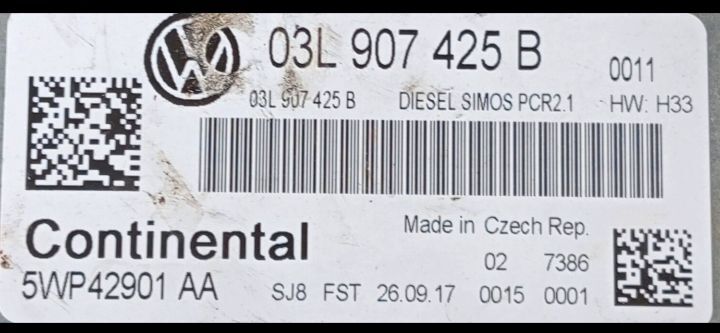 03L 907 425 B 0011
03L 907 425 B DIESEL SIMOS PCR2.1 HW: H33
Continental
Made in Czech Rep.
02 7386
5WP42901 AA
SJ8 FST 26.09.17 0015 0001